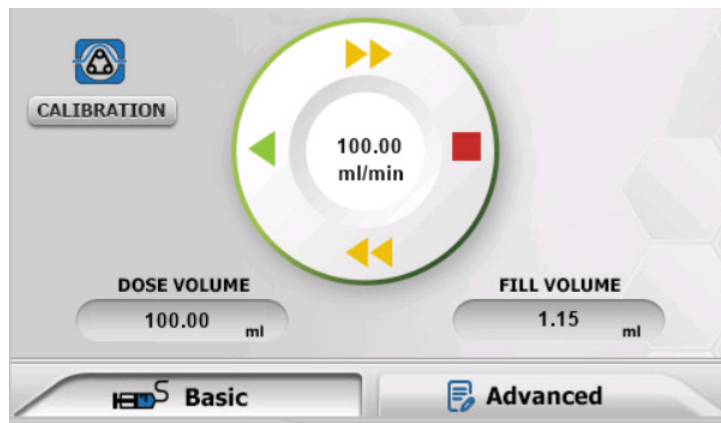 CALIBRATION
100.00
ml/min
DOSE VOLUME
100.00 ml
FILL VOLUME
1.15 ml
Basic
Advanced